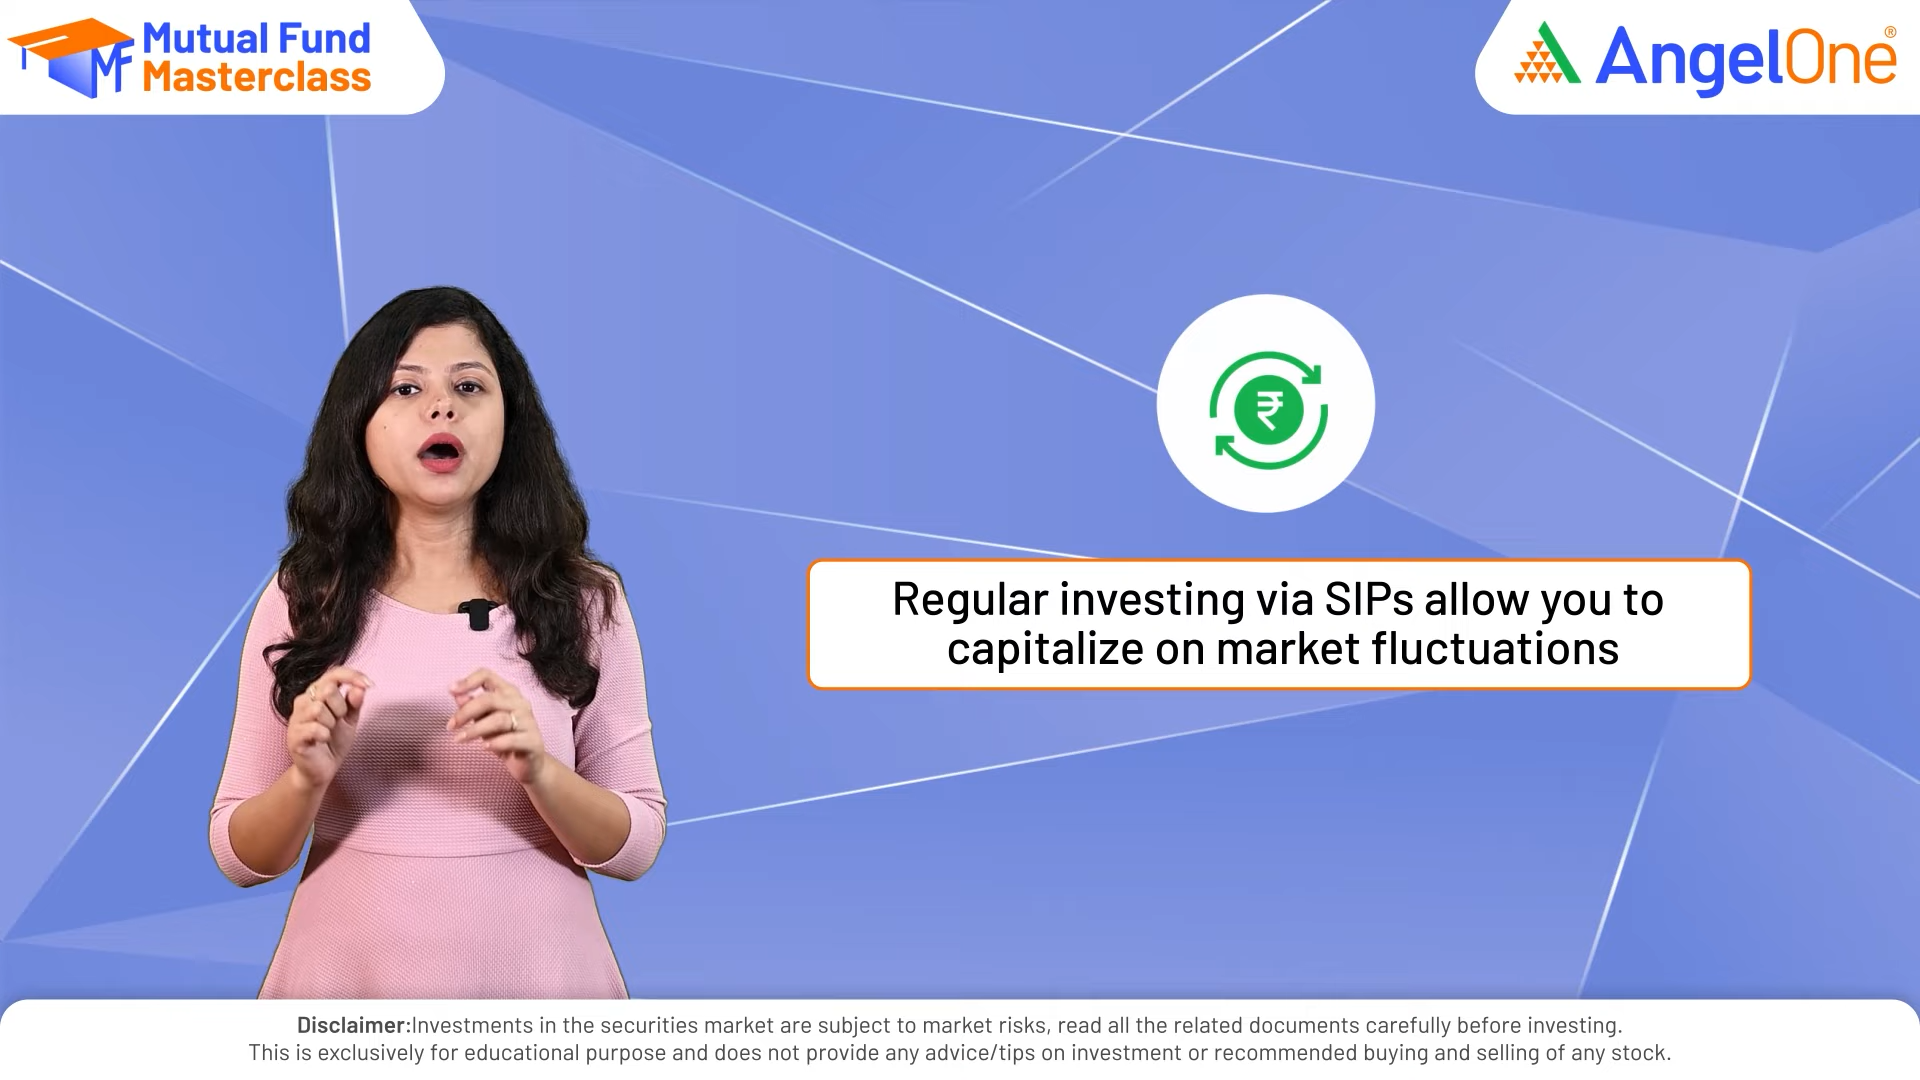 Mutual Fund
Masterclass
MF
AngelOne®
₹
Regular investing via SIPs allow you to
capitalize on market fluctuations
Disclaimer:Investments in the securities market are subject to market risks, read all the related documents carefully before investing.
This is exclusively for educational purpose and does not provide any advice/tips on investment or recommended buying and selling of any stock.